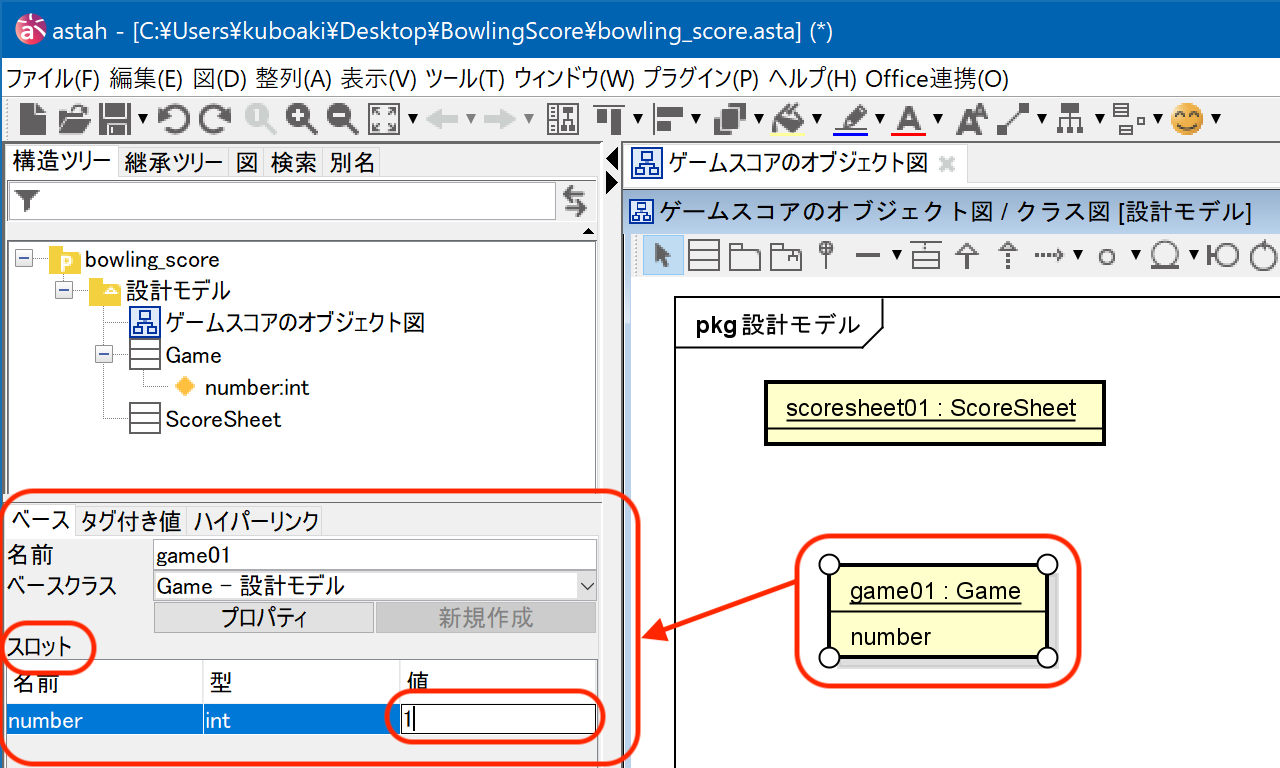 astah - [C:¥Users¥kuboaki¥Desktop¥BowlingScore¥bowling_score.asta] (*)
ファイル(F) 編集(E) 図(D) 整列(A) 表示(V) ツール(T) ウィンドウ(W) プラグイン(P) ヘルプ(H) Office連携(O)
構造ツリー 継承ツリー 図 検索 別名
bowling_score
設計モデル
ゲームスコアのオブジェクト図
Game
number:int
ScoreSheet
ベース タグ付き値 ハイパーリンク
名前 game01
ベースクラス Game - 設計モデル
プロパティ 新規作成
スロット
名前 型 値
number int 1
ゲームスコアのオブジェクト図
ゲームスコアのオブジェクト図 / クラス図 [設計モデル]
pkg 設計モデル
scoresheet01 : ScoreSheet
game01 : Game
number